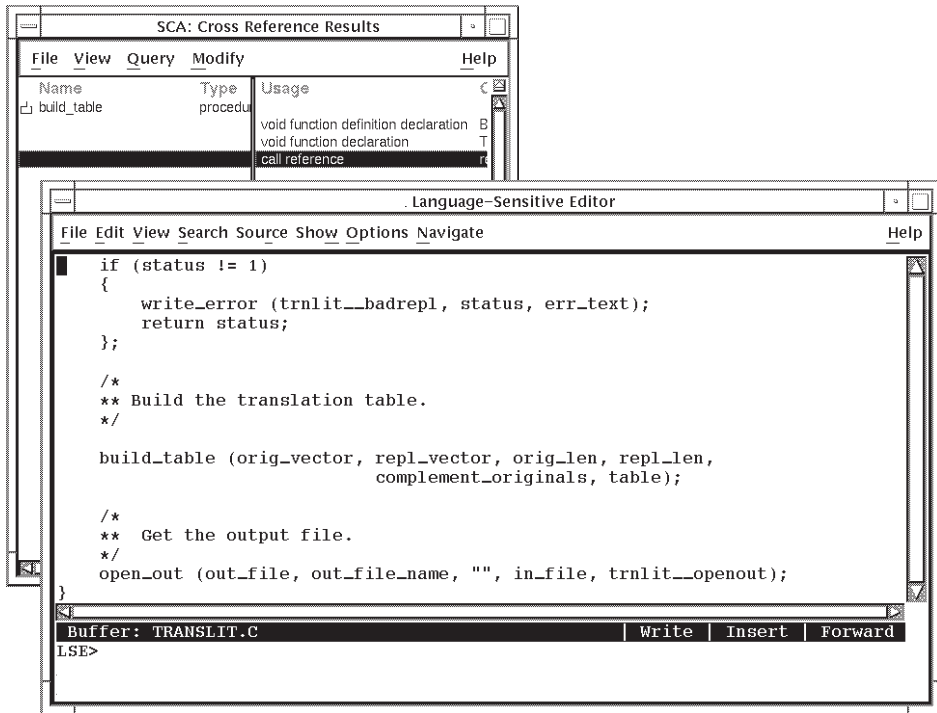 SCA: Cross Reference Results
File View Query Modify Help
Name Type Usage C
build_table procedu
void function definition declaration B
void function declaration T
call reference re
. Language-Sensitive Editor
File Edit View Search Source Show Options Navigate Help
if (status != 1)
{
write_error (trnlit__badrepl, status, err_text);
return status;
};
/*
** Build the translation table.
*/
build_table (orig_vector, repl_vector, orig_len, repl_len,
complement_originals, table);
/*
** Get the output file.
*/
open_out (out_file, out_file_name, "", in_file, trnlit__openout);
}
Buffer: TRANSLIT.C | Write | Insert | Forward
LSE>